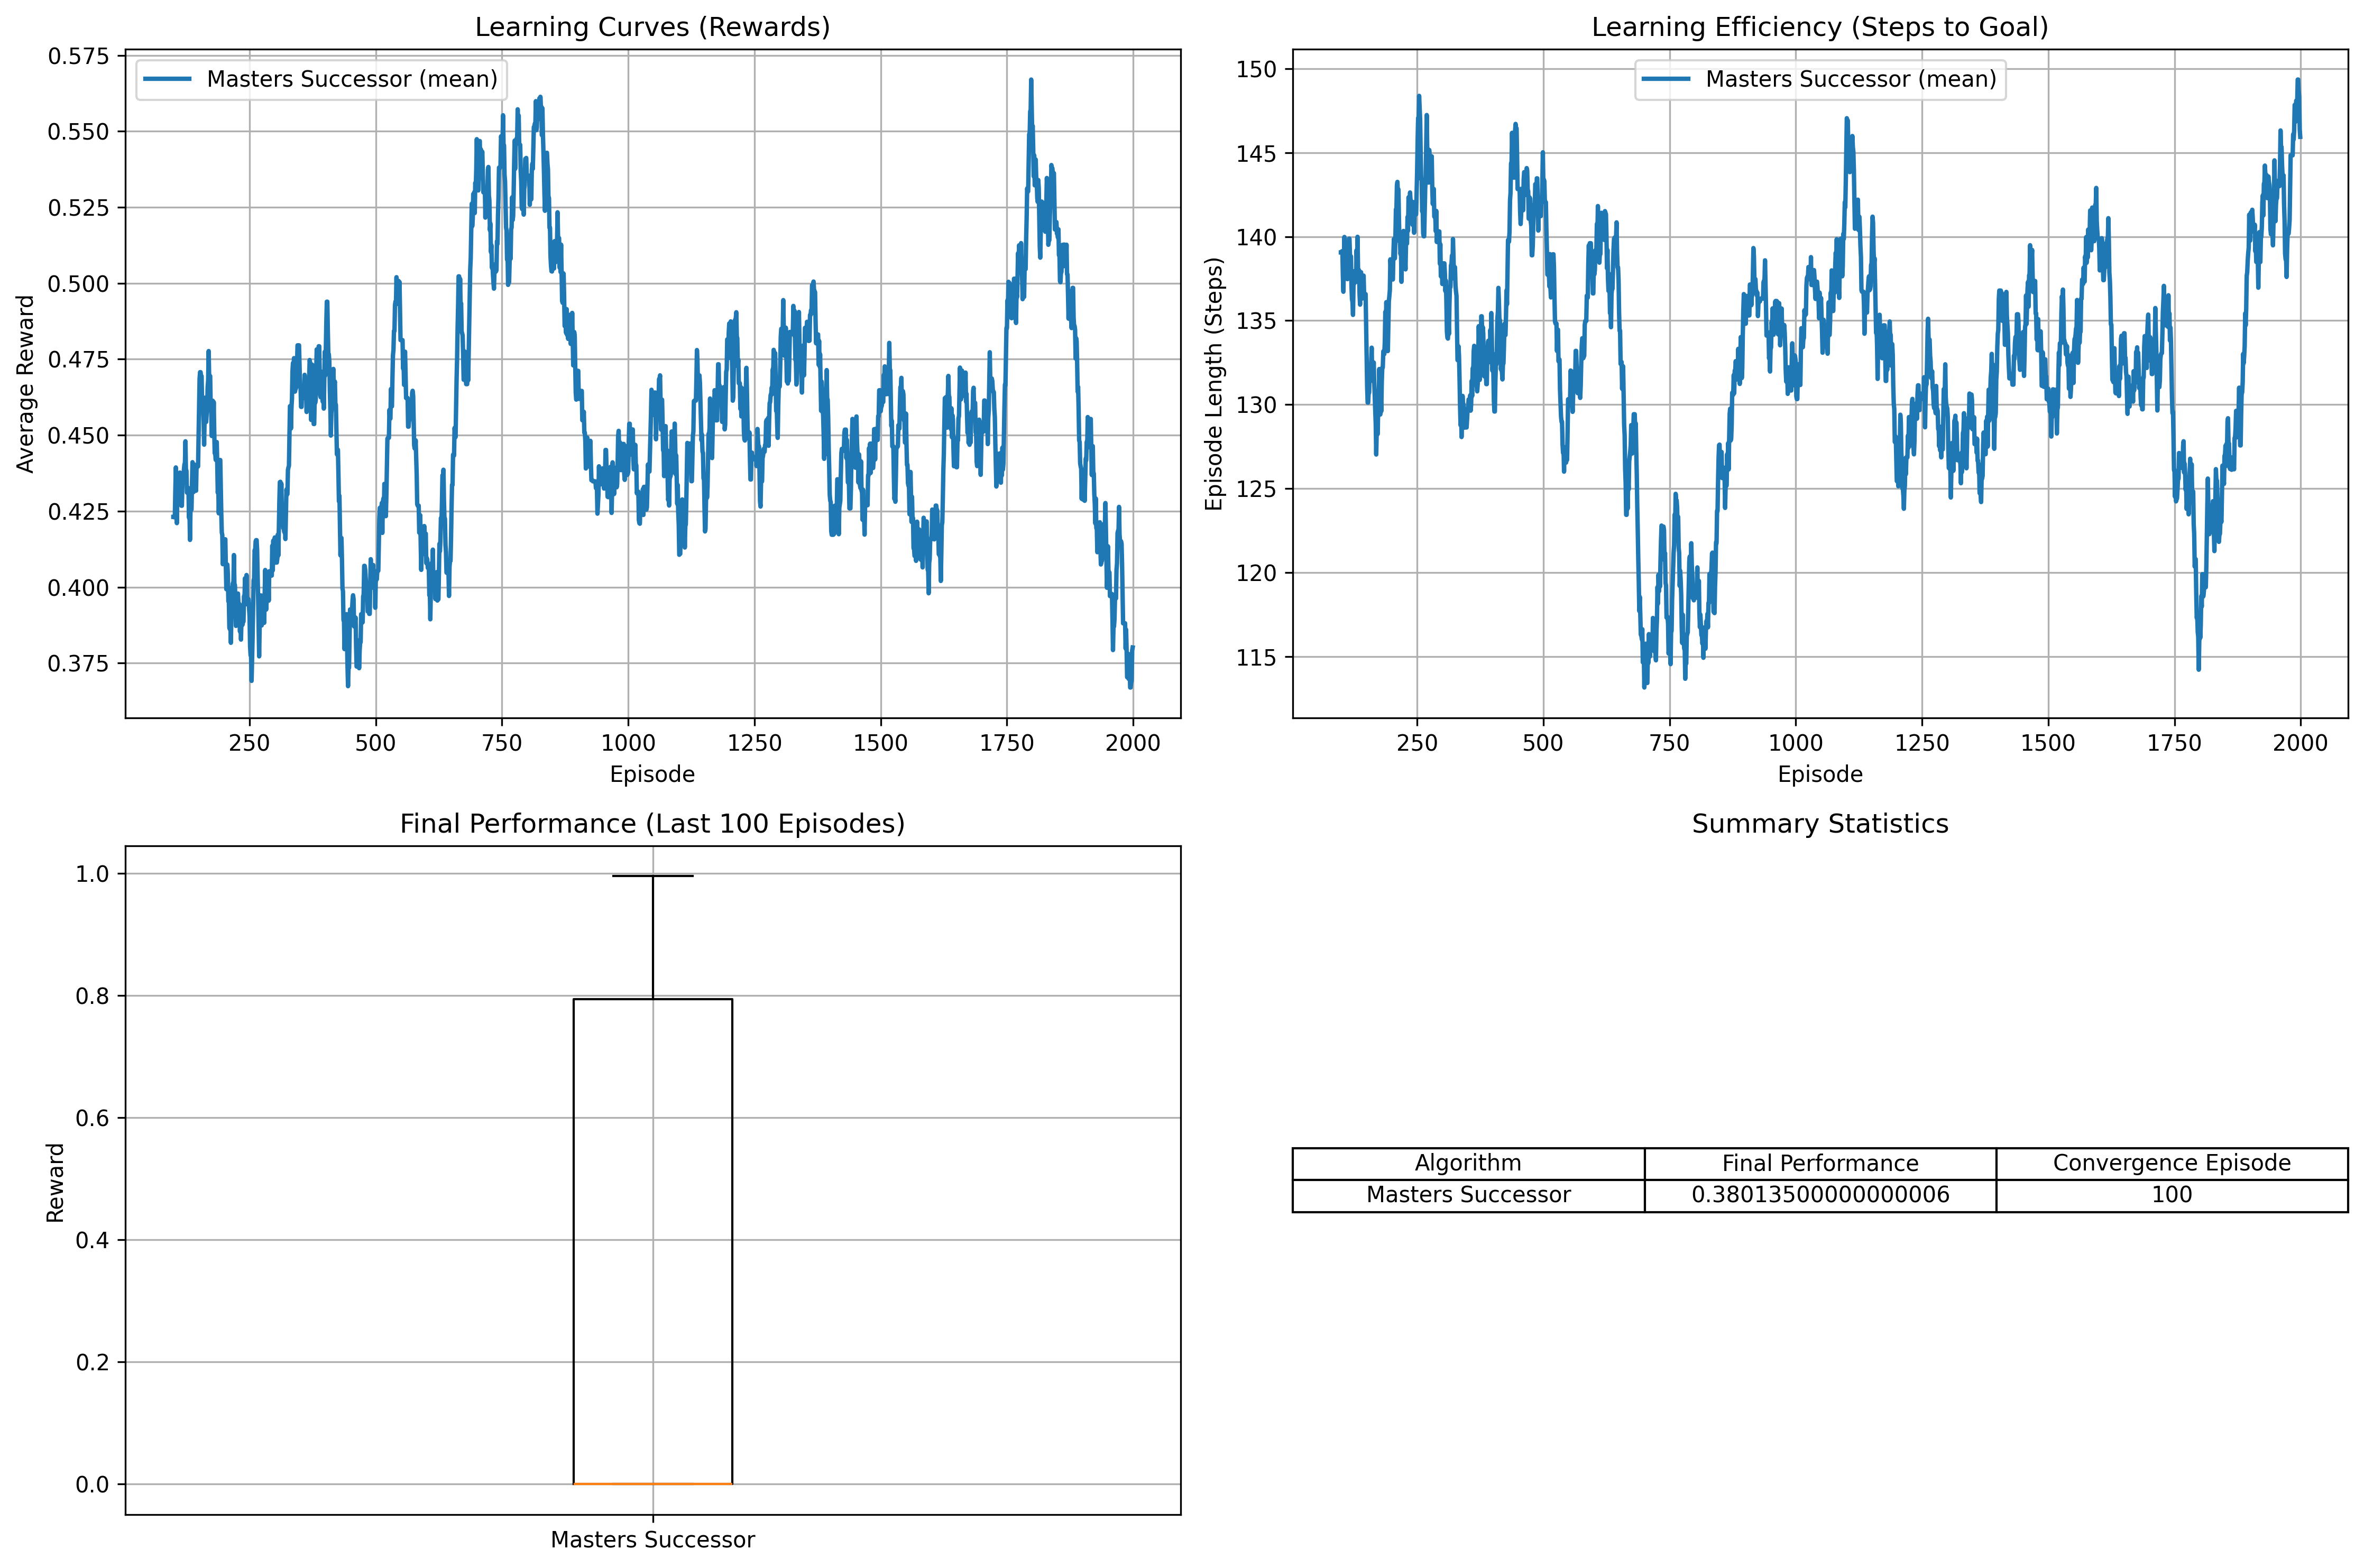 Learning Curves (Rewards)
Masters Successor (mean)
Average Reward
0.575
0.550
0.525
0.500
0.475
0.450
0.425
0.400
0.375
250 500 750 1000 1250 1500 1750 2000
Episode
Learning Efficiency (Steps to Goal)
Masters Successor (mean)
Episode Length (Steps)
150
145
140
135
130
125
120
115
250 500 750 1000 1250 1500 1750 2000
Episode
Final Performance (Last 100 Episodes)
Reward
1.0
0.8
0.6
0.4
0.2
0.0
Masters Successor
Summary Statistics
Algorithm Final Performance Convergence Episode
Masters Successor 0.38013500000000006 100